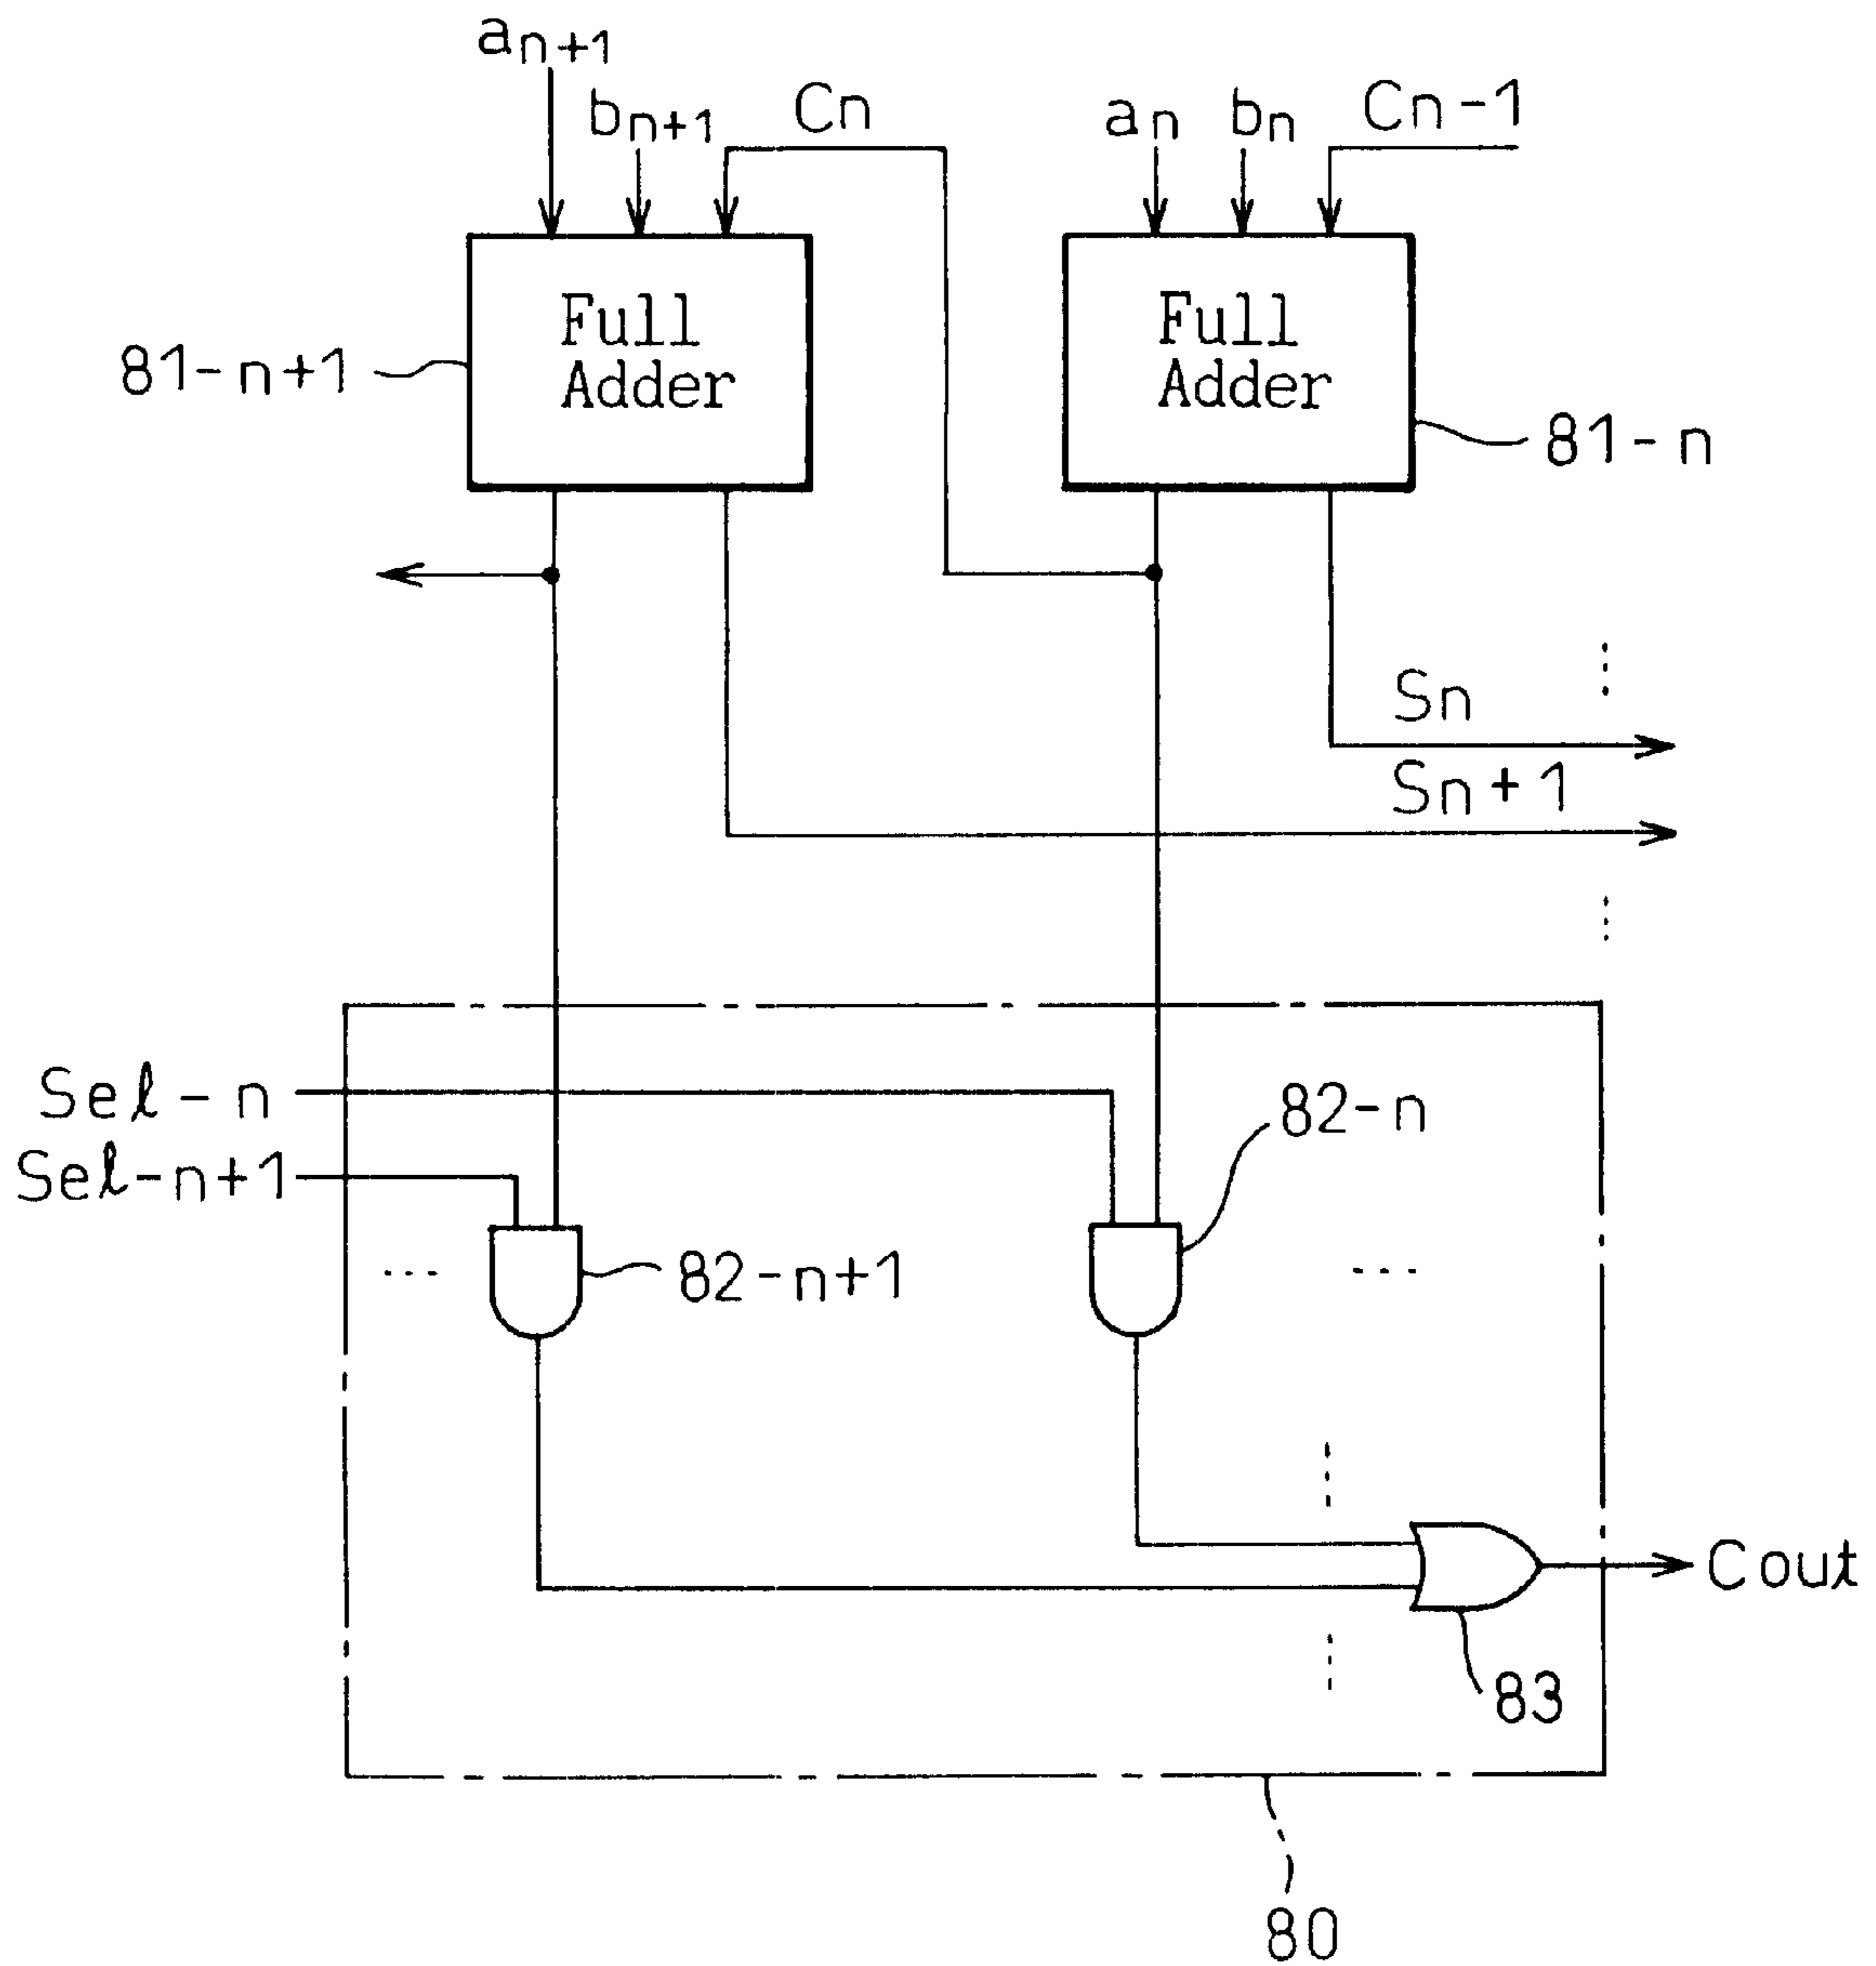 an+1
bn+1
Cn
an
bn
Cn-1
Full
Adder
Full
Adder
81-n+1
81-n
Sn
Sn+1
Sel-n
Sel-n+1
82-n
82-n+1
Cout
83
80